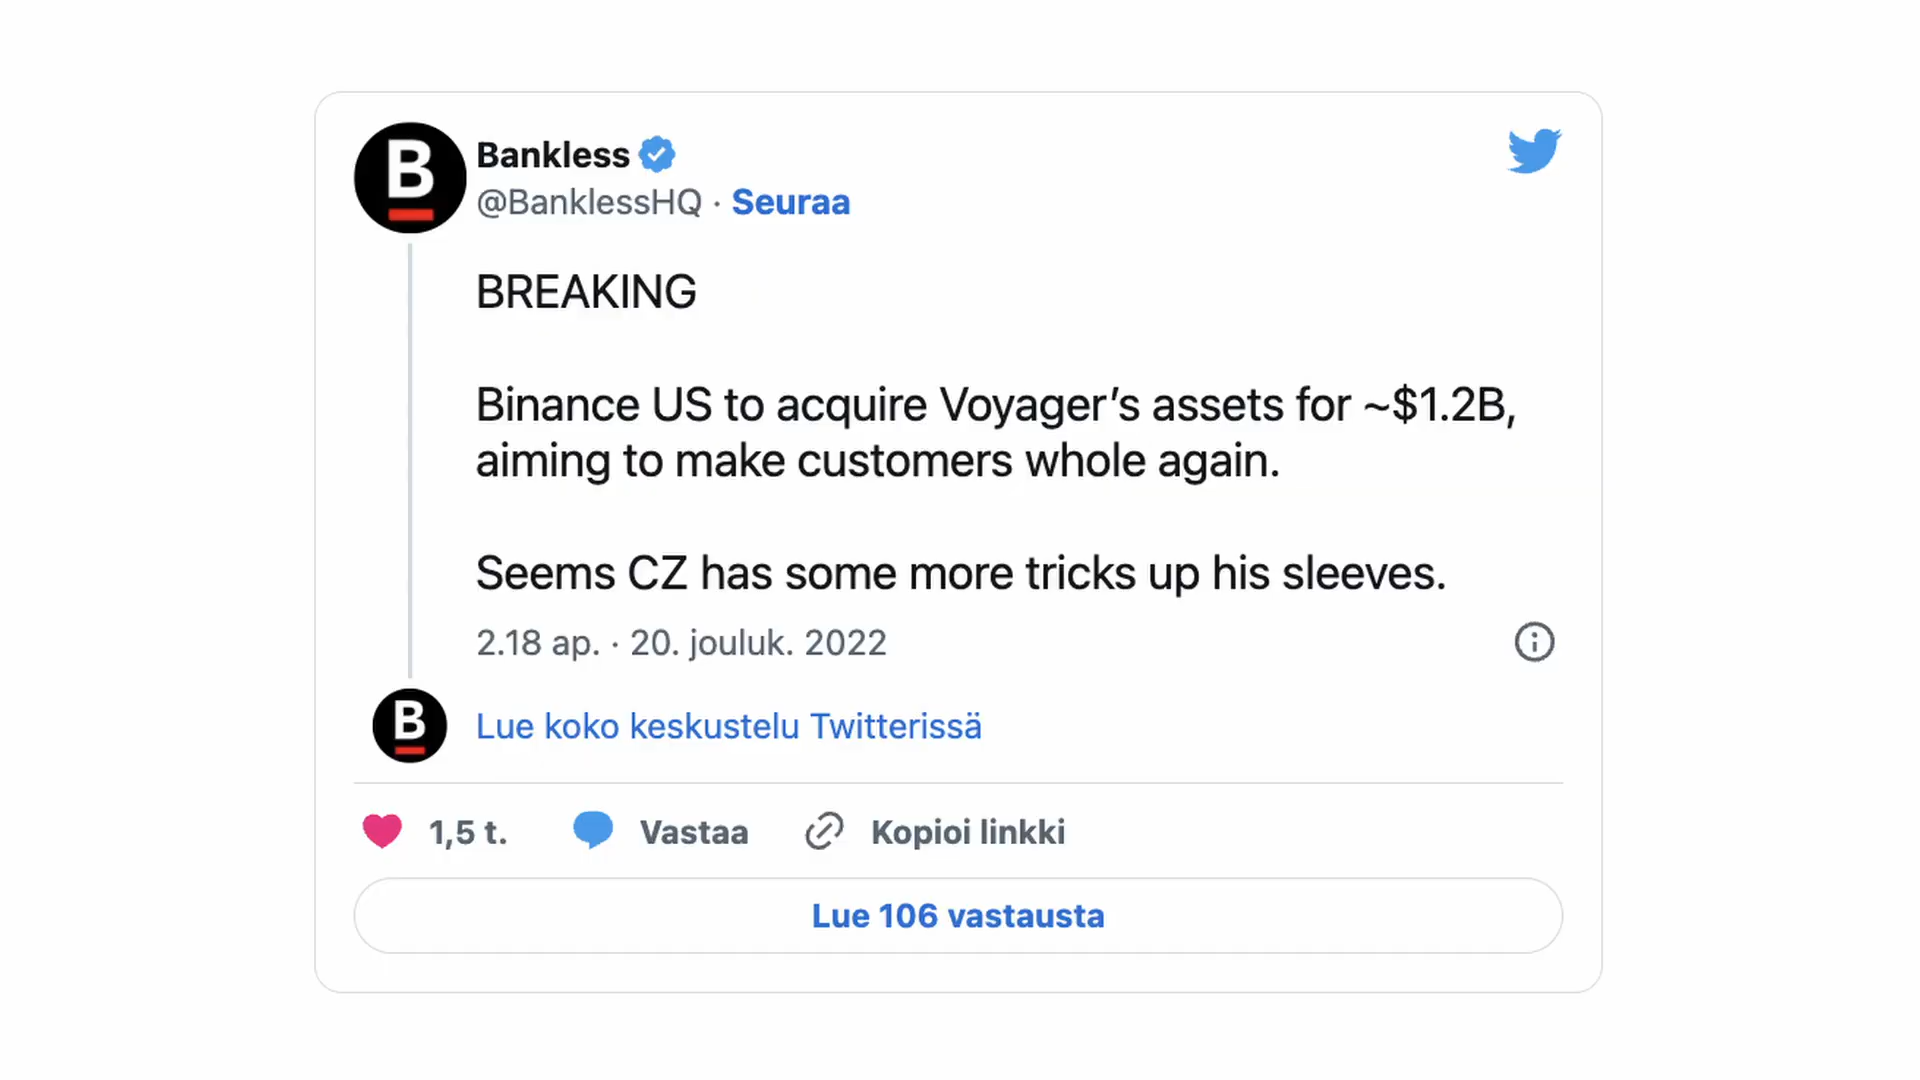 B
Bankless
@BanklessHQ · Seuraa
BREAKING
Binance US to acquire Voyager’s assets for ~$1.2B,
aiming to make customers whole again.
Seems CZ has some more tricks up his sleeves.
2.18 ap. · 20. jouluk. 2022
B
Lue koko keskustelu Twitterissä
1,5 t. Vastaa Kopioi linkki
Lue 106 vastausta